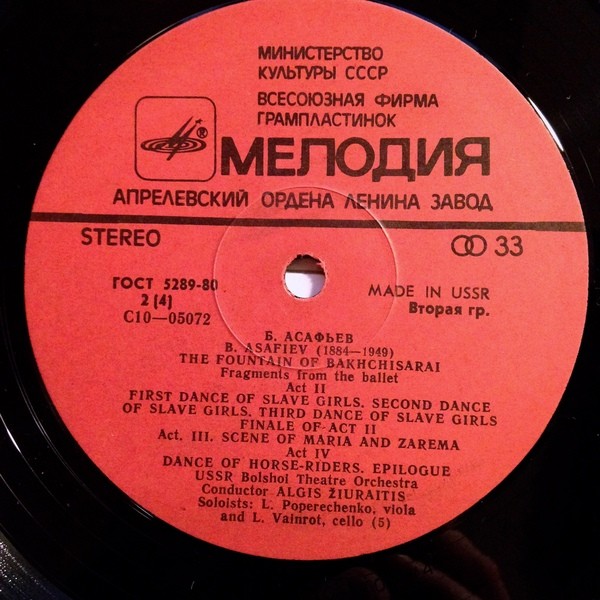 МИНИСТЕРСТВО
КУЛЬТУРЫ СССР
ВСЕСОЮЗНАЯ ФИРМА
ГРАМПЛАСТИНОК
®
МЕЛОДИЯ
АПРЕЛЕВСКИЙ ОРДЕНА ЛЕНИНА ЗАВОД
STEREO
33
ГОСТ 5289-80
2 (4)
С10—05072
MADE IN USSR
Вторая гр.
Б. АСАФЬЕВ
B. ASAFIEV (1884—1949)
THE FOUNTAIN OF BAKHCHISARAI
Fragments from the ballet
Act II
FIRST DANCE OF SLAVE GIRLS. SECOND DANCE
OF SLAVE GIRLS. THIRD DANCE OF SLAVE GIRLS
FINALE OF ACT II
Act. III. SCENE OF MARIA AND ZAREMA
Act IV
DANCE OF HORSE-RIDERS. EPILOGUE
USSR Bolshoi Theatre Orchestra
Conductor ALGIS ŽIURAITIS
Soloists: L. Poperechenko, viola
and L. Vainrot, cello (5)